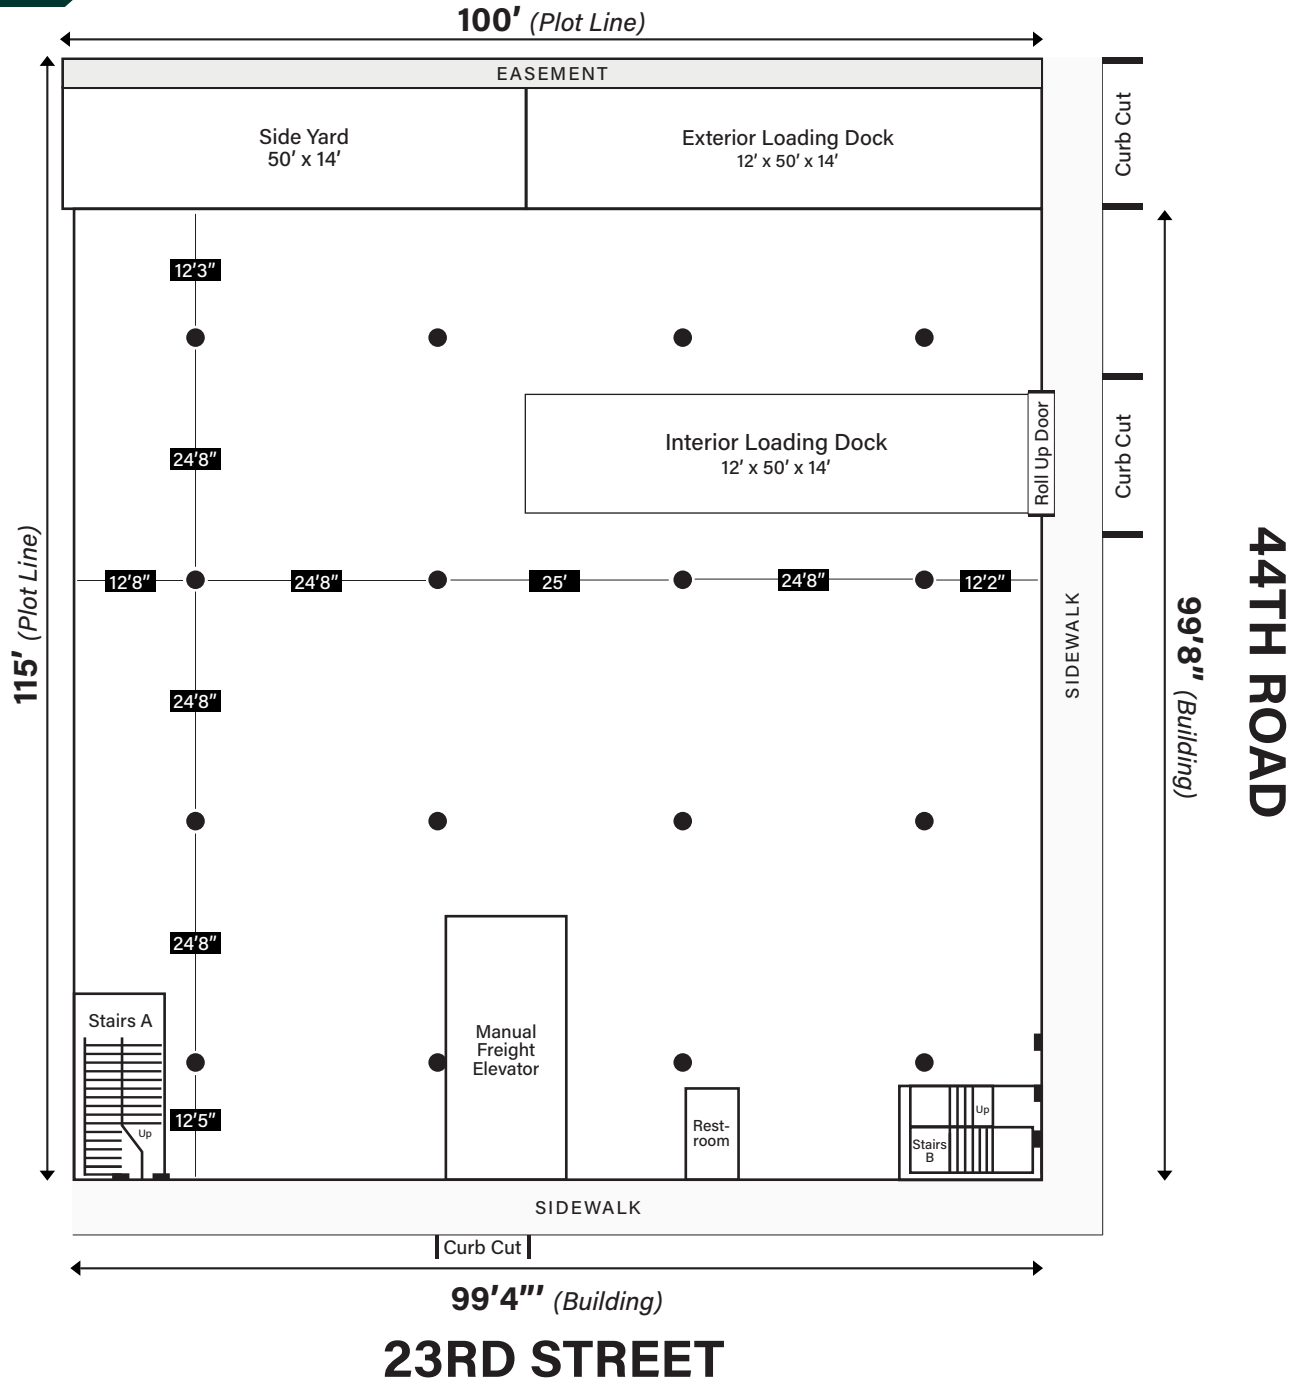 100′ (Plot Line)
EASEMENT
Side Yard
50′ x 14′
Exterior Loading Dock
12′ x 50′ x 14′
Curb Cut
12′3″
24′8″
Interior Loading Dock
12′ x 50′ x 14′
Roll Up Door
Curb Cut
115′ (Plot Line)
12′8″
24′8″
25′
24′8″
12′2″
SIDEWALK
99′8″ (Building)
44TH ROAD
24′8″
24′8″
Stairs A
Up
12′5″
Manual
Freight
Elevator
Rest-
room
Up
Stairs
B
SIDEWALK
Curb Cut
99′4″′ (Building)
23RD STREET